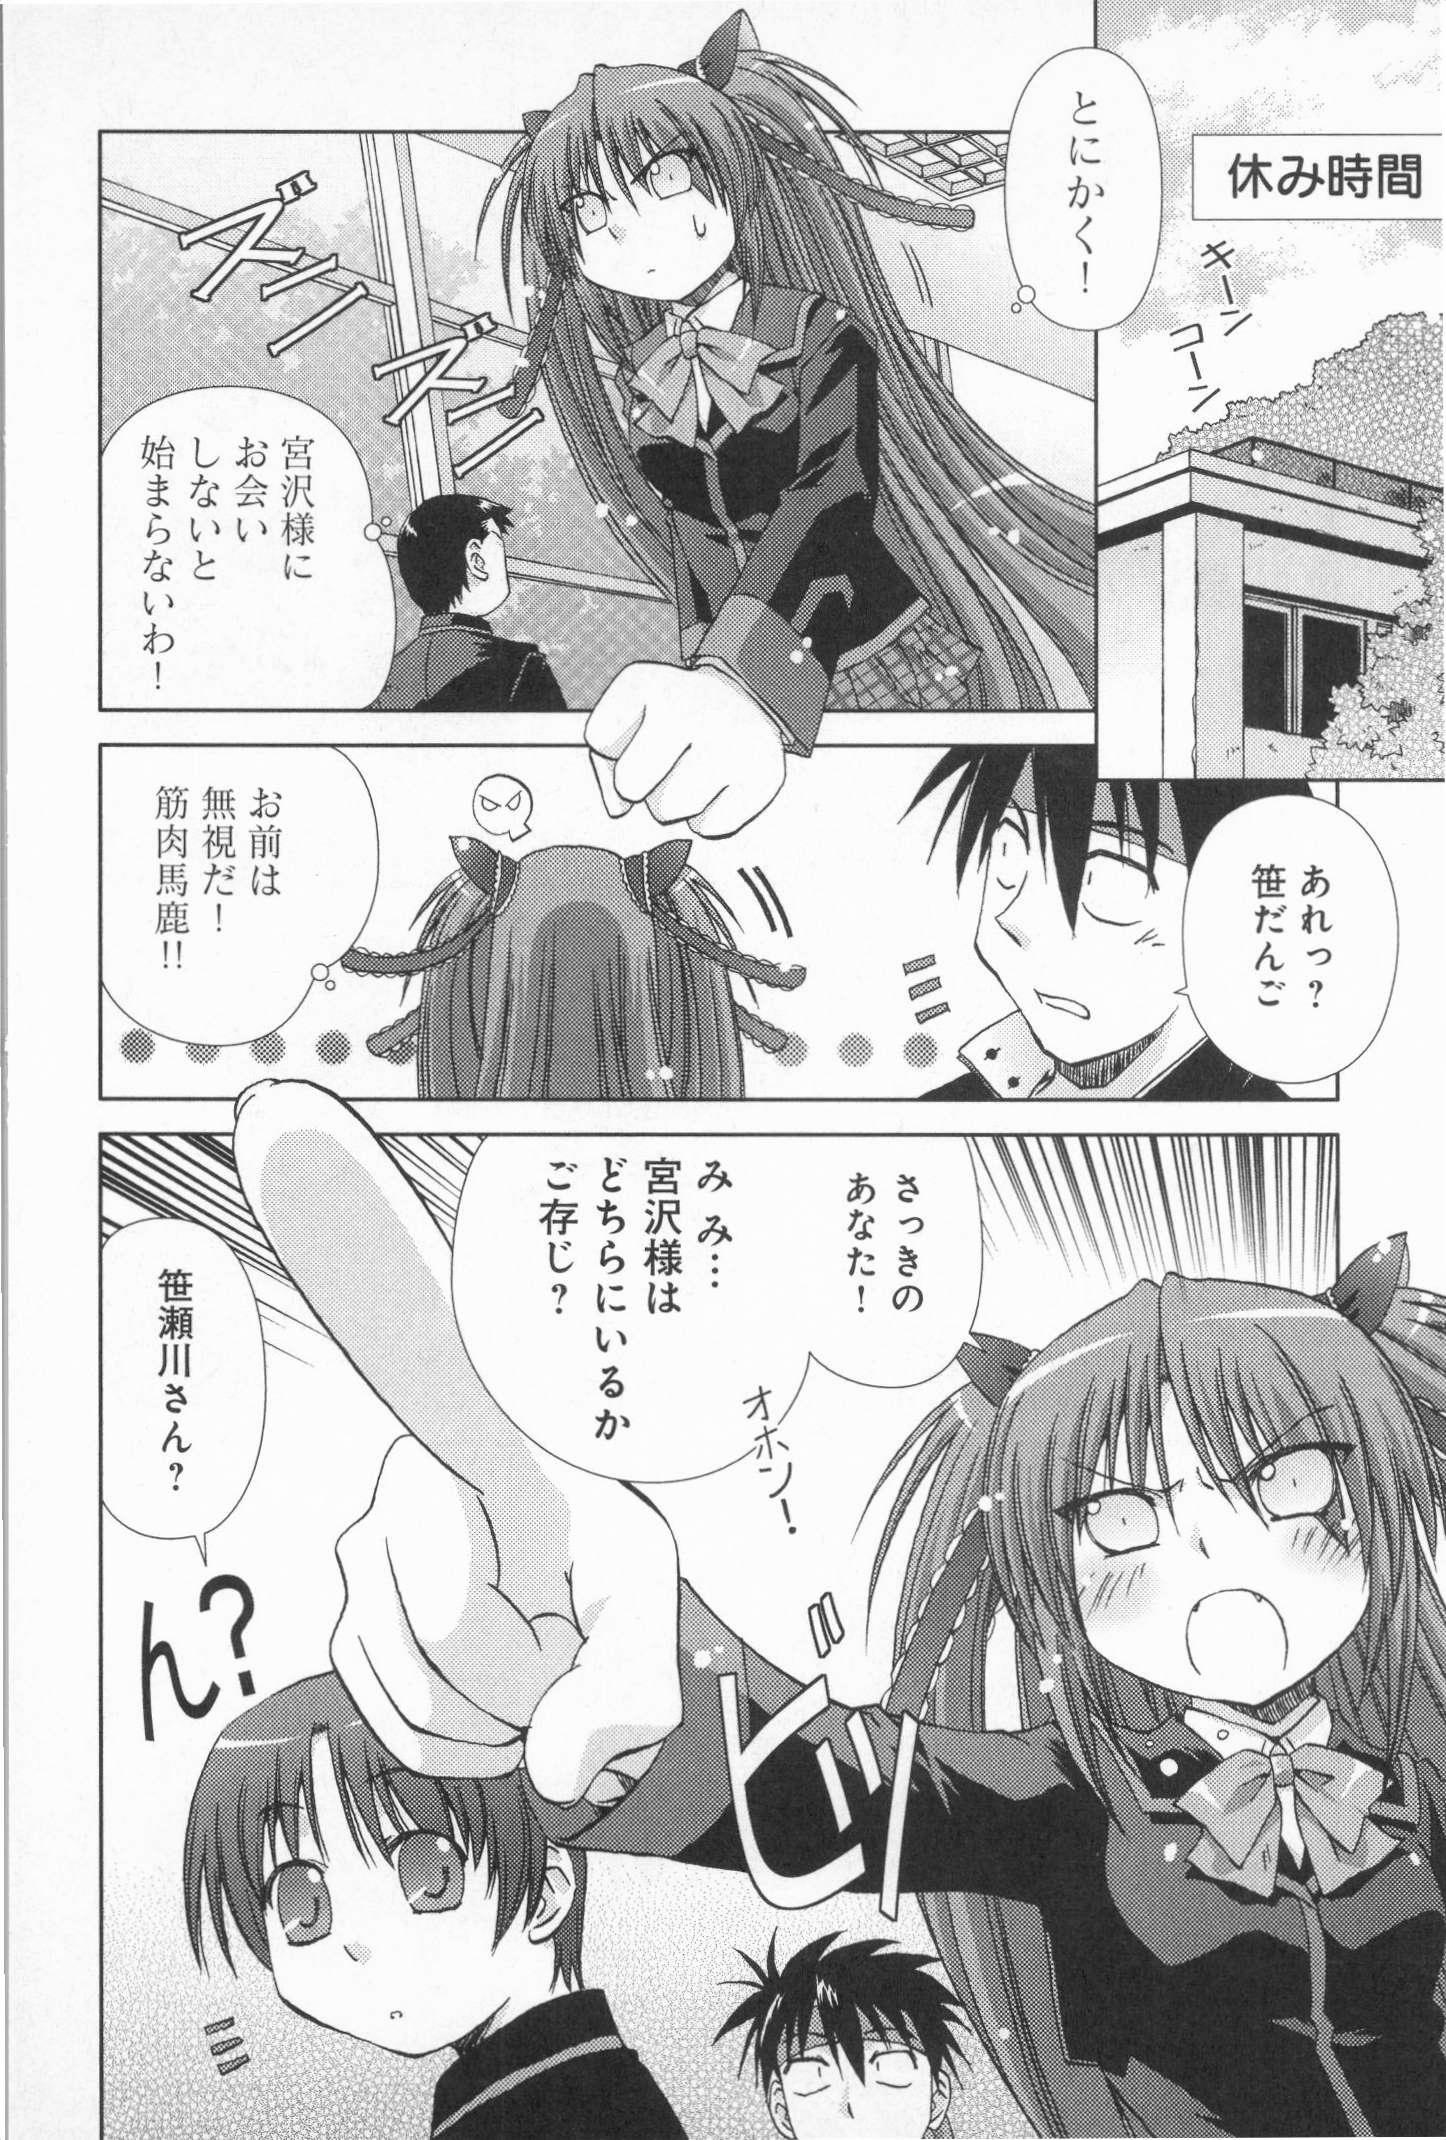 休み時間
キーン
コーン
とにかく！
ズンズンズンズン
宮沢様に
お会い
しないと
始まらないわ！
あれっ？
笹だんご
お前は
無視だ！
筋肉馬鹿！！
さっきの
あなた！
みみ…
宮沢様は
どちらにいるか
ご存じ？
オホン！
ビシ
笹瀬川さん？
ん？